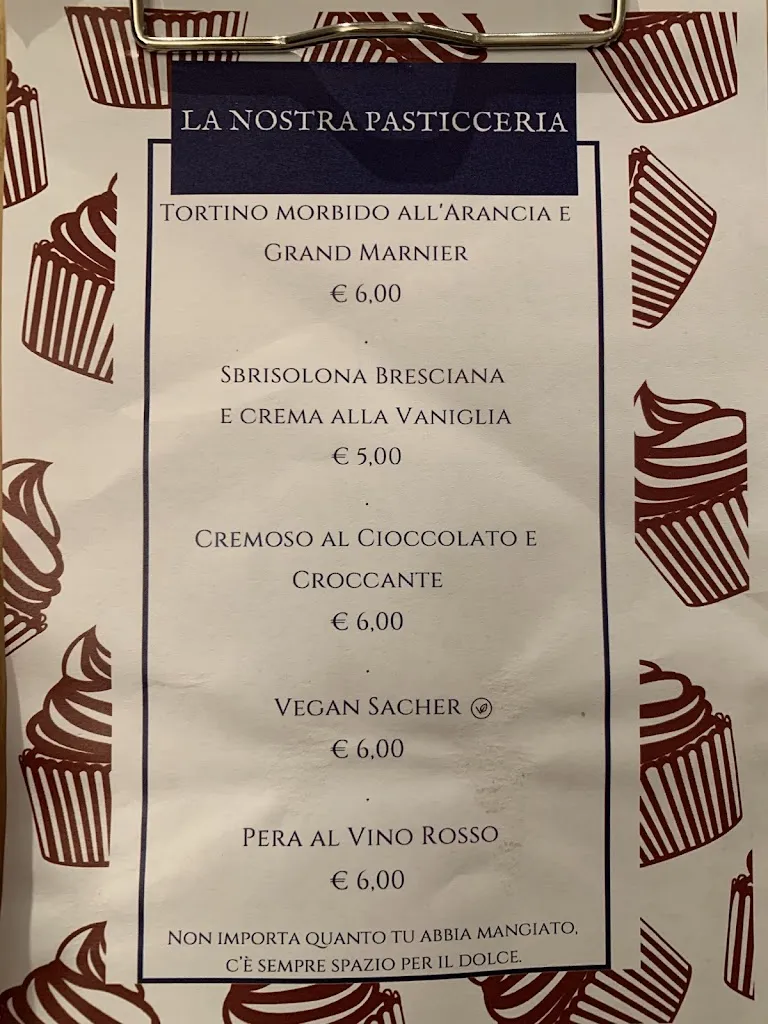 La nostra pasticceria
Tortino morbido all'Arancia e
Grand Marnier
€ 6,00
.
Sbrisolona Bresciana
e crema alla Vaniglia
€ 5,00
.
Cremoso al Cioccolato e
Croccante
€ 6,00
.
Vegan Sacher
€ 6,00
.
Pera al Vino Rosso
€ 6,00
Non importa quanto tu abbia mangiato,
c'è sempre spazio per il dolce.